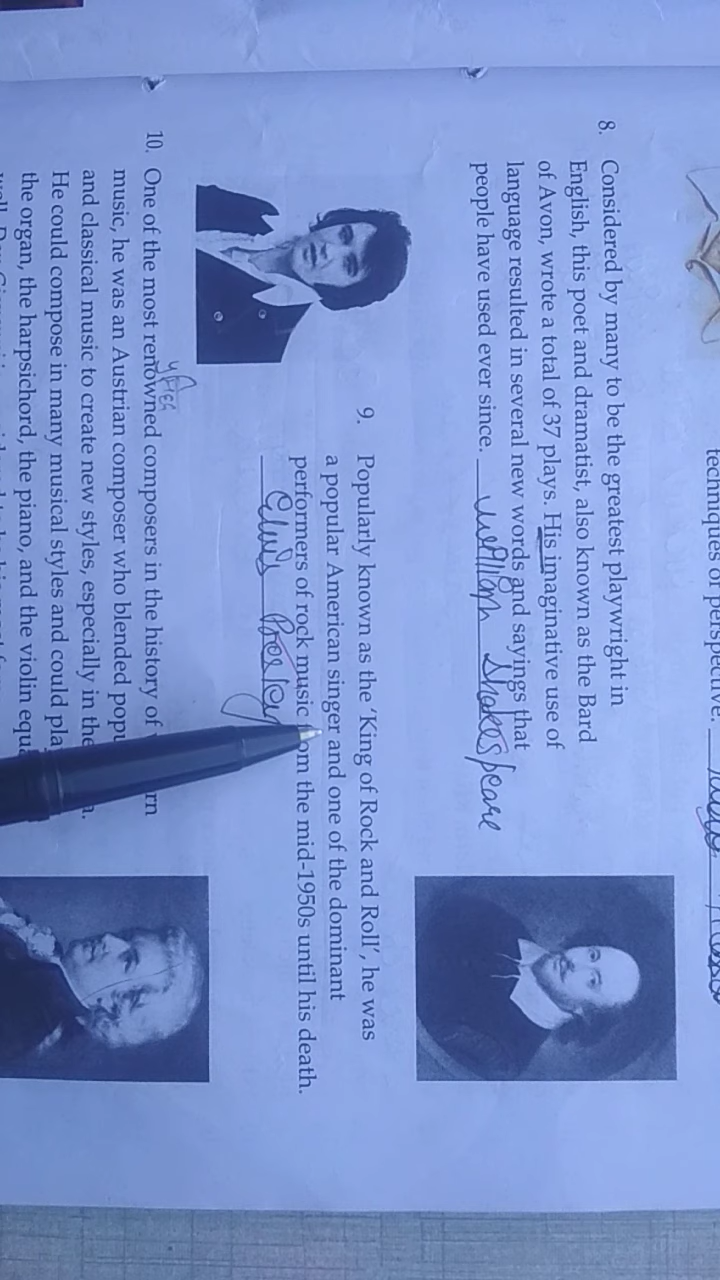 techniques of perspective.
8. Considered by many to be the greatest playwright in
English, this poet and dramatist, also known as the Bard
of Avon, wrote a total of 37 plays. His imaginative use of
language resulted in several new words and sayings that
people have used ever since. William Shakespeare
9. Popularly known as the 'King of Rock and Roll', he was
a popular American singer and one of the dominant
performers of rock music from the mid-1950s until his death.
Elvis Presley
10. One of the most renowned composers in the history of
music, he was an Austrian composer who blended popu
and classical music to create new styles, especially in the
He could compose in many musical styles and could pla
the organ, the harpsichord, the piano, and the violin equa